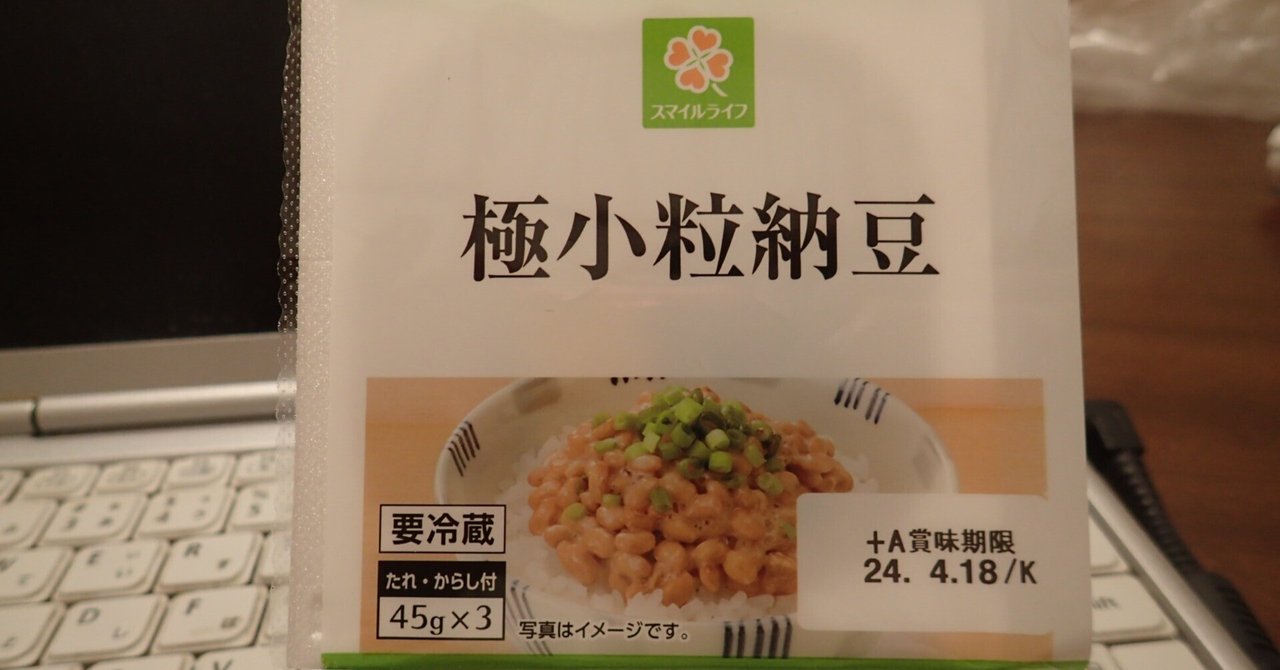 スマイルライフ
極小粒納豆
要冷蔵
たれ・からし付
45g×3
写真はイメージです。
+A賞味期限
24. 4.18/K
E
R
D
F